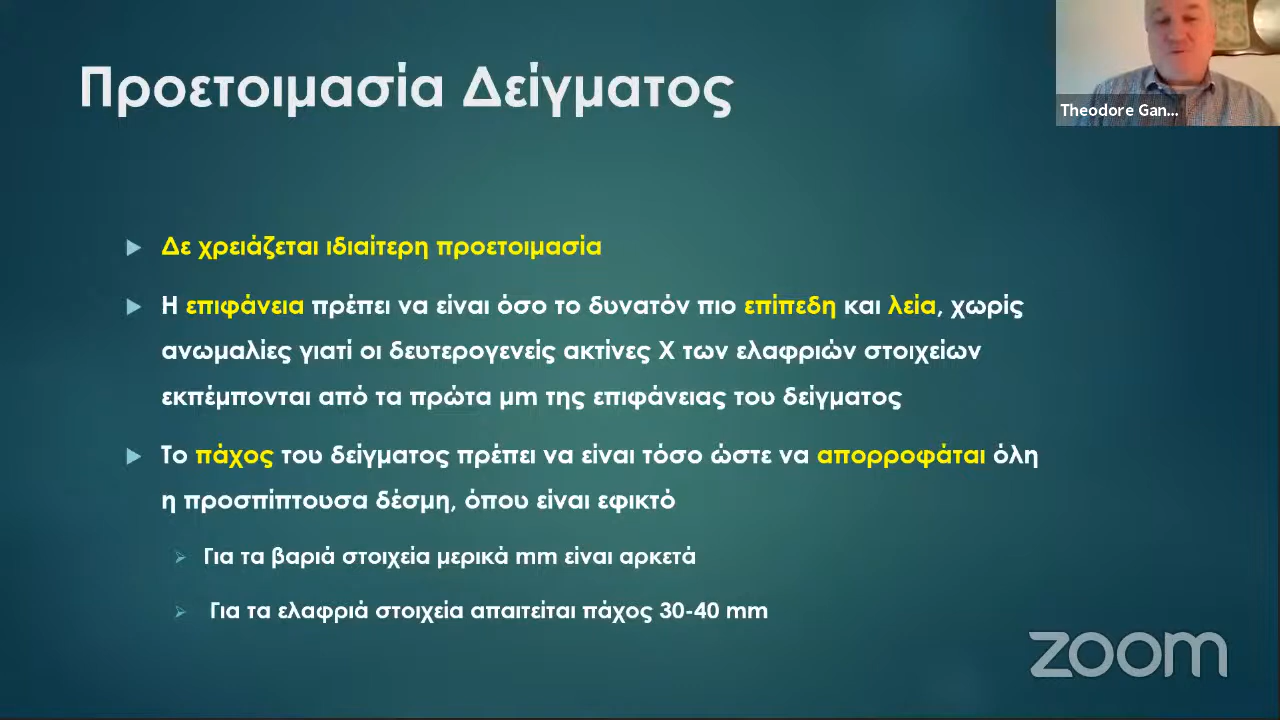 Προετοιμασία Δείγματος
Theodore Gan...
Δε χρειάζεται ιδιαίτερη προετοιμασία
Η επιφάνεια πρέπει να είναι όσο το δυνατόν πιο επίπεδη και λεία, χωρίς
ανωμαλίες γιατί οι δευτερογενείς ακτίνες Χ των ελαφριών στοιχείων
εκπέμπονται από τα πρώτα μm της επιφάνειας του δείγματος
Το πάχος του δείγματος πρέπει να είναι τόσο ώστε να απορροφάται όλη
η προσπίπτουσα δέσμη, όπου είναι εφικτό
Για τα βαριά στοιχεία μερικά mm είναι αρκετά
Για τα ελαφριά στοιχεία απαιτείται πάχος 30-40 mm
zoom